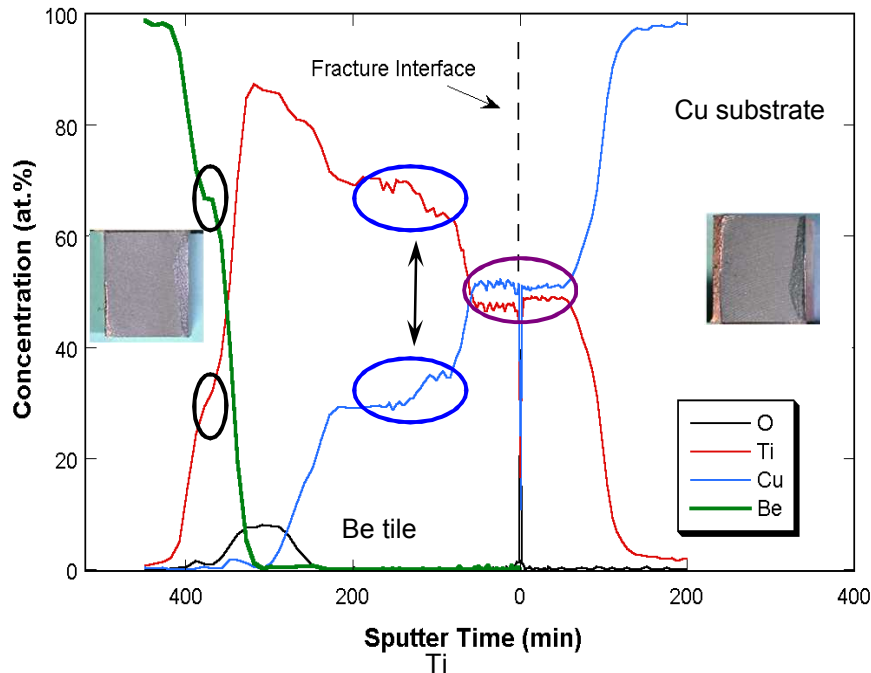 100
80
60
40
20
0
Concentration (at.%)
Fracture Interface
Cu substrate
Be tile
O
Ti
Cu
Be
400 200 0 200 400
Sputter Time (min)
Ti